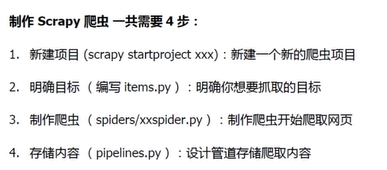 制作 Scrapy 爬虫 一共需要 4 步：
1. 新建项目 (scrapy startproject xxx)：新建一个新的爬虫项目
2. 明确目标 （编写 items.py）：明确你想要抓取的目标
3. 制作爬虫 （spiders/xxspider.py）：制作爬虫开始爬取网页
4. 存储内容 （pipelines.py）：设计管道存储爬取内容